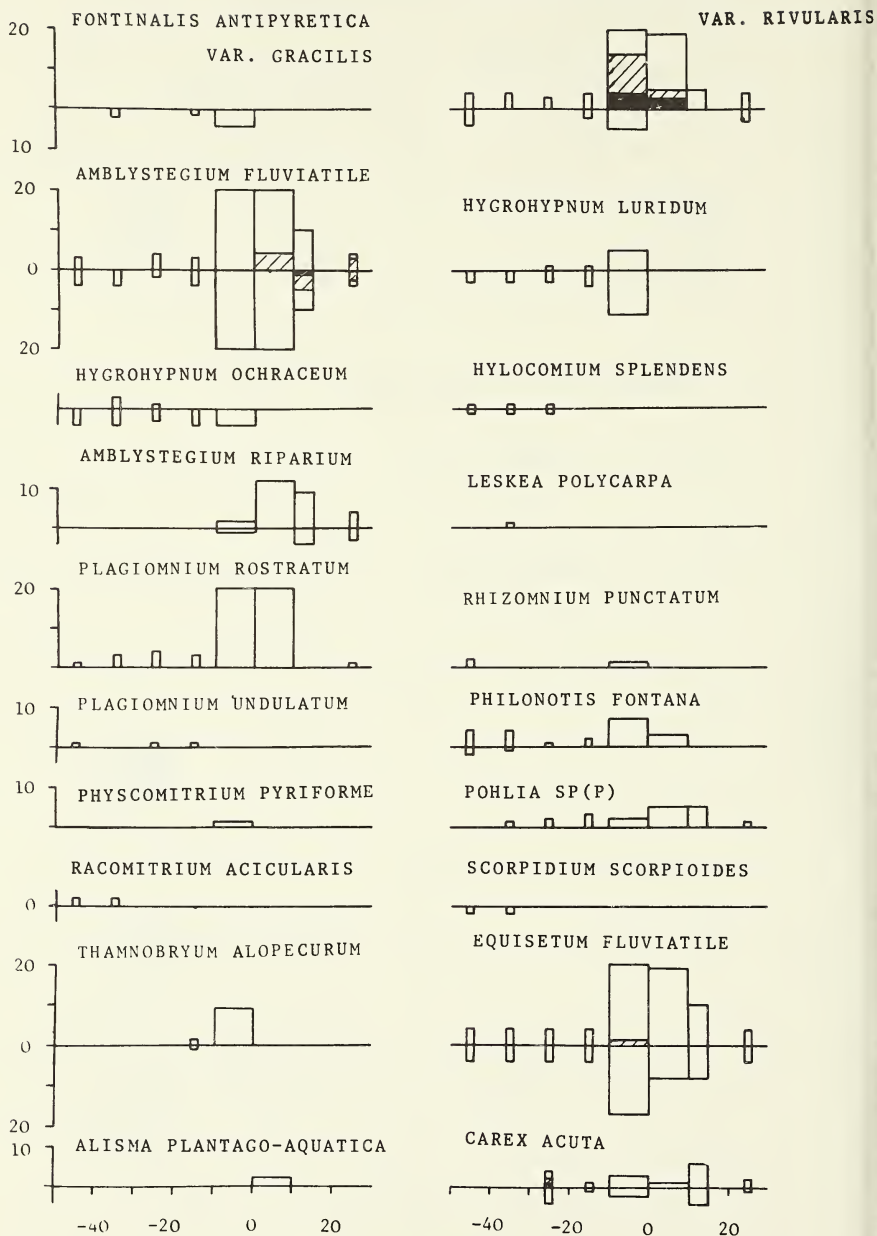 20
FONTINALIS ANTIPYRETICA
VAR. GRACILIS
10
VAR. RIVULARIS
AMBLYSTEGIUM FLUVIATILE
20
0
20
HYGROHYPNUM LURIDUM
HYGROHYPNUM OCHRACEUM
HYLOCOMIUM SPLENDENS
AMBLYSTEGIUM RIPARIUM
10
LESKEA POLYCARPA
PLAGIOMNIUM ROSTRATUM
20
RHIZOMNIUM PUNCTATUM
PLAGIOMNIUM UNDULATUM
10
PHILONOTIS FONTANA
PHYSCOMITRIUM PYRIFORME
10
POHLIA SP(P)
RACOMITRIUM ACICULARIS
0
SCORPIDIUM SCORPIOIDES
THAMNOBRYUM ALOPECURUM
20
0
20
EQUISETUM FLUVIATILE
ALISMA PLANTAGO-AQUATICA
10
CAREX ACUTA
-40 -20 0 20
-40 -20 0 20